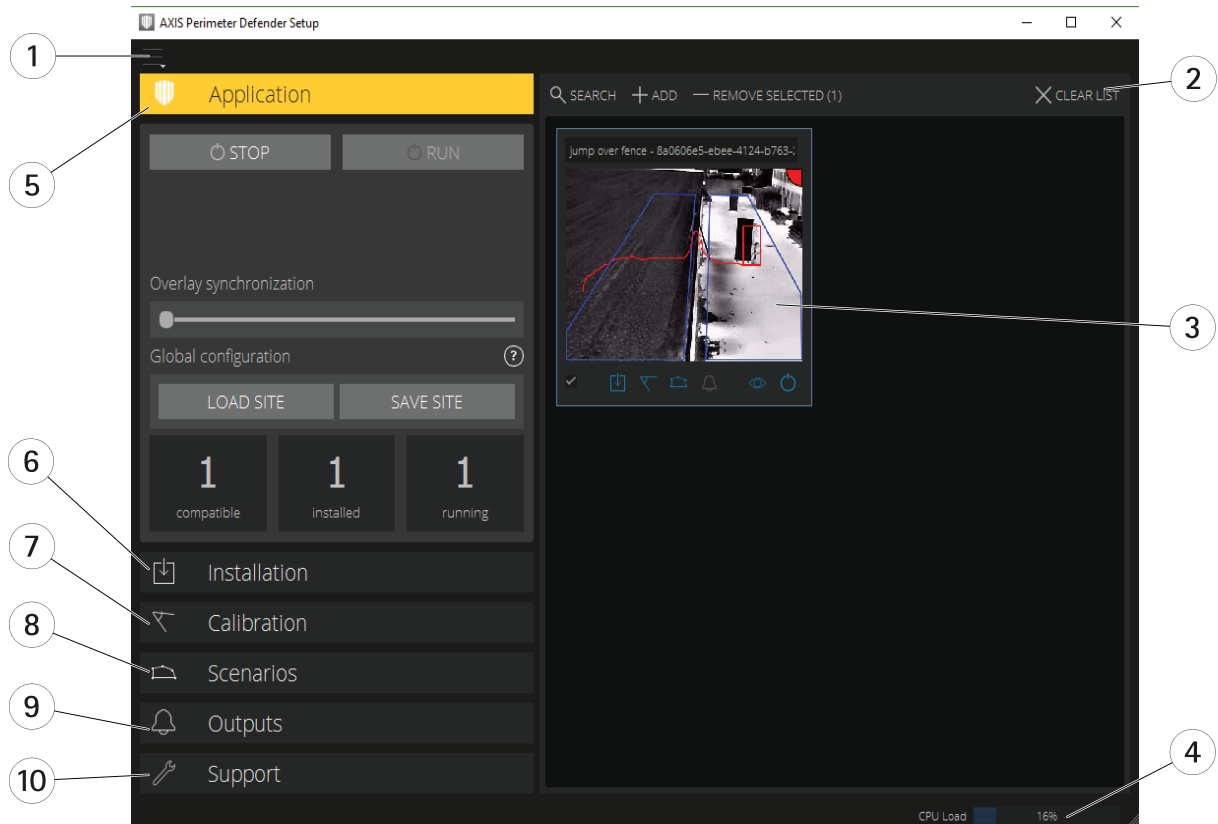 AXIS Perimeter Defender Setup
1
2
Application
SEARCH ADD REMOVE SELECTED (1) CLEAR LIST
5
STOP RUN
jump over fence - 8a0606e5-ebee-4124-b763-
Overlay synchronization
3
Global configuration ?
LOAD SITE SAVE SITE
1 1 1
compatible installed running
6
Installation
7
Calibration
8
Scenarios
9
Outputs
10
Support
4
CPU Load 16%